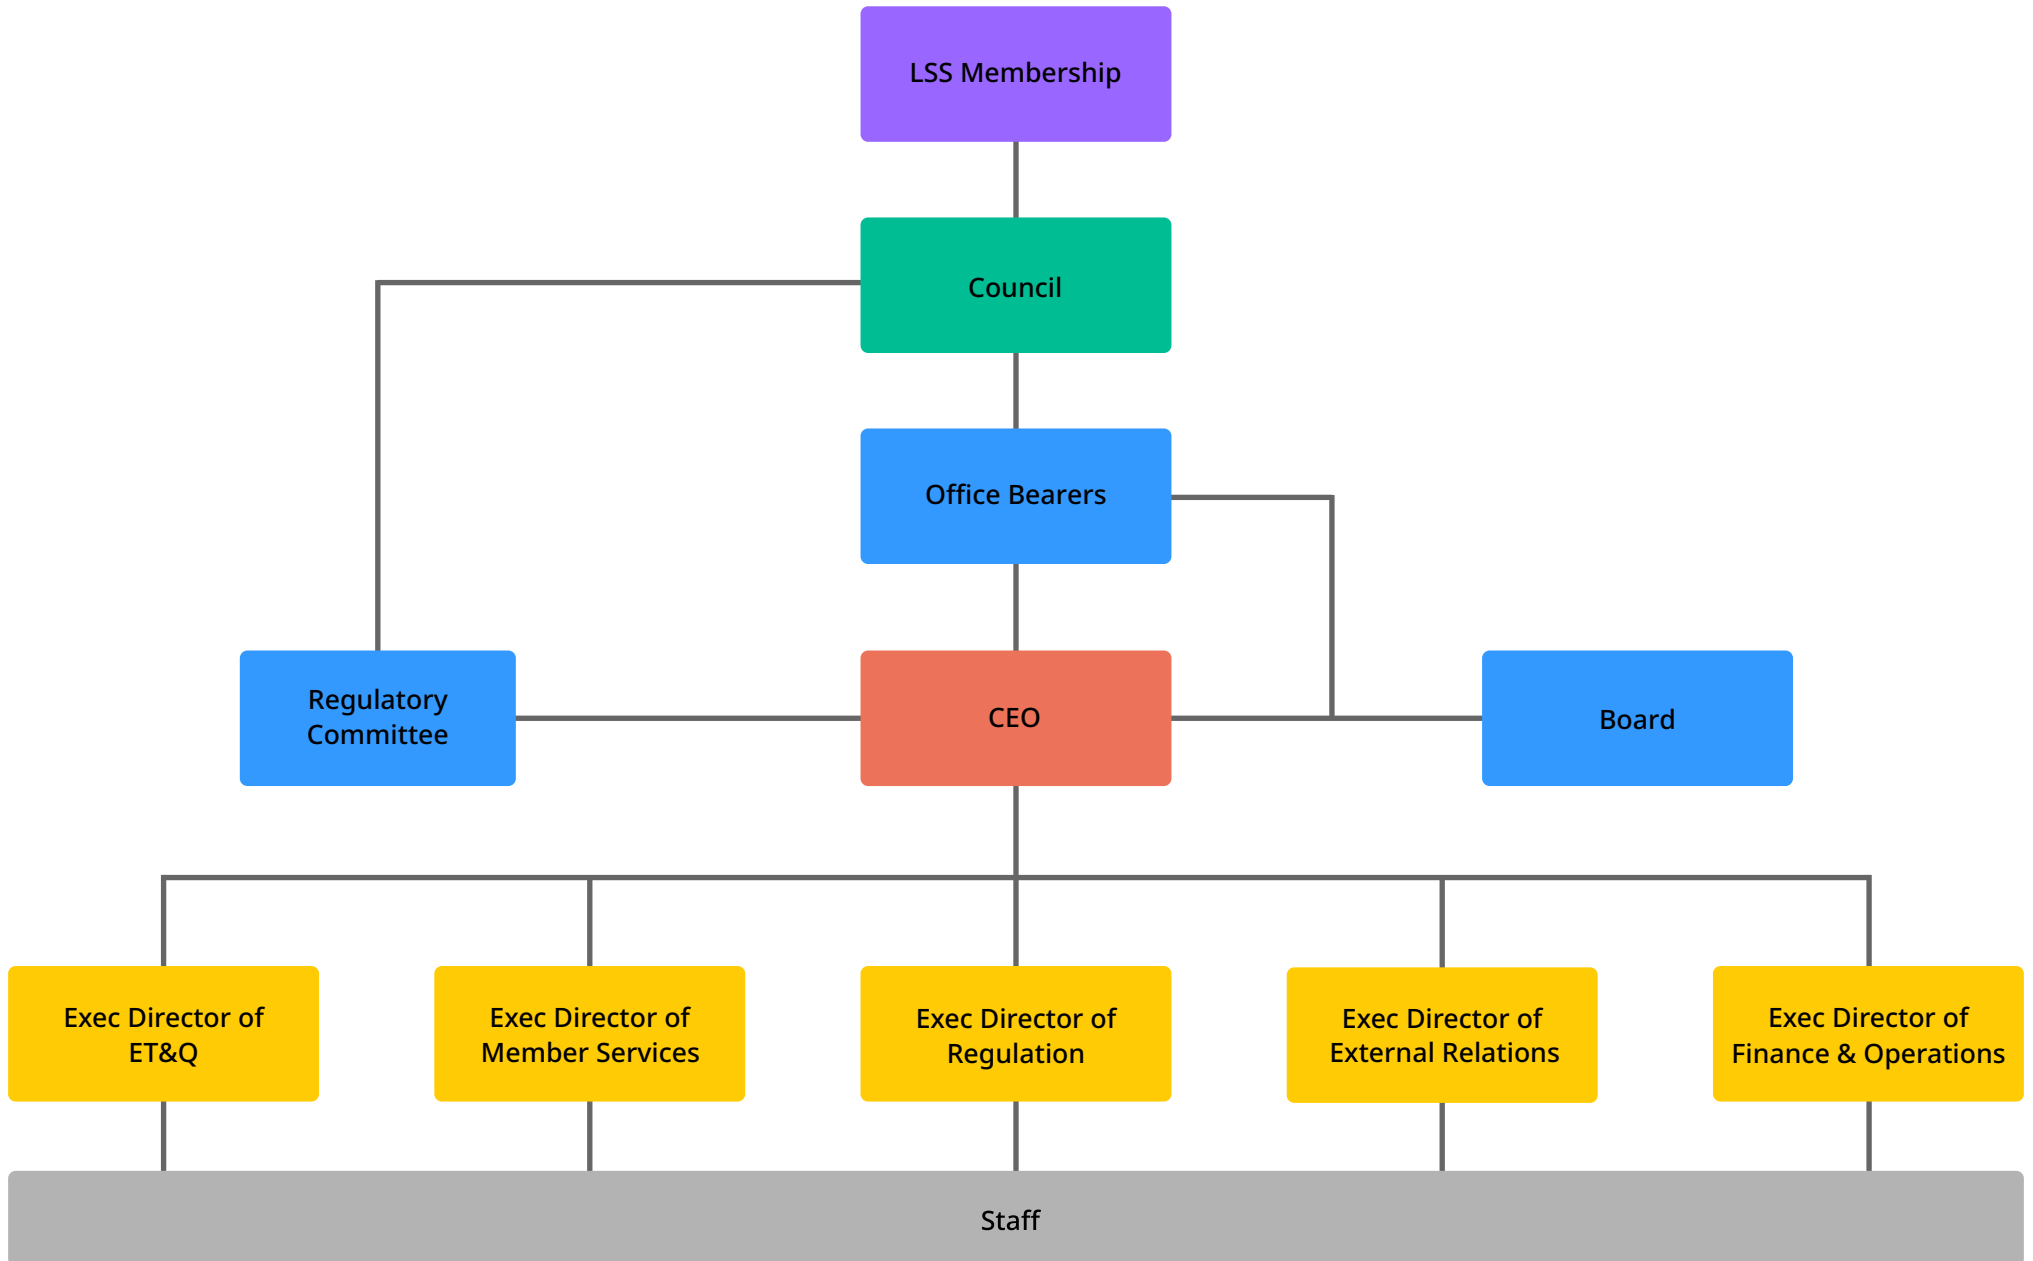 LSS Membership
Council
Office Bearers
Regulatory
Committee
CEO
Board
Exec Director of
ET&Q
Exec Director of
Member Services
Exec Director of
Regulation
Exec Director of
External Relations
Exec Director of
Finance & Operations
Staff